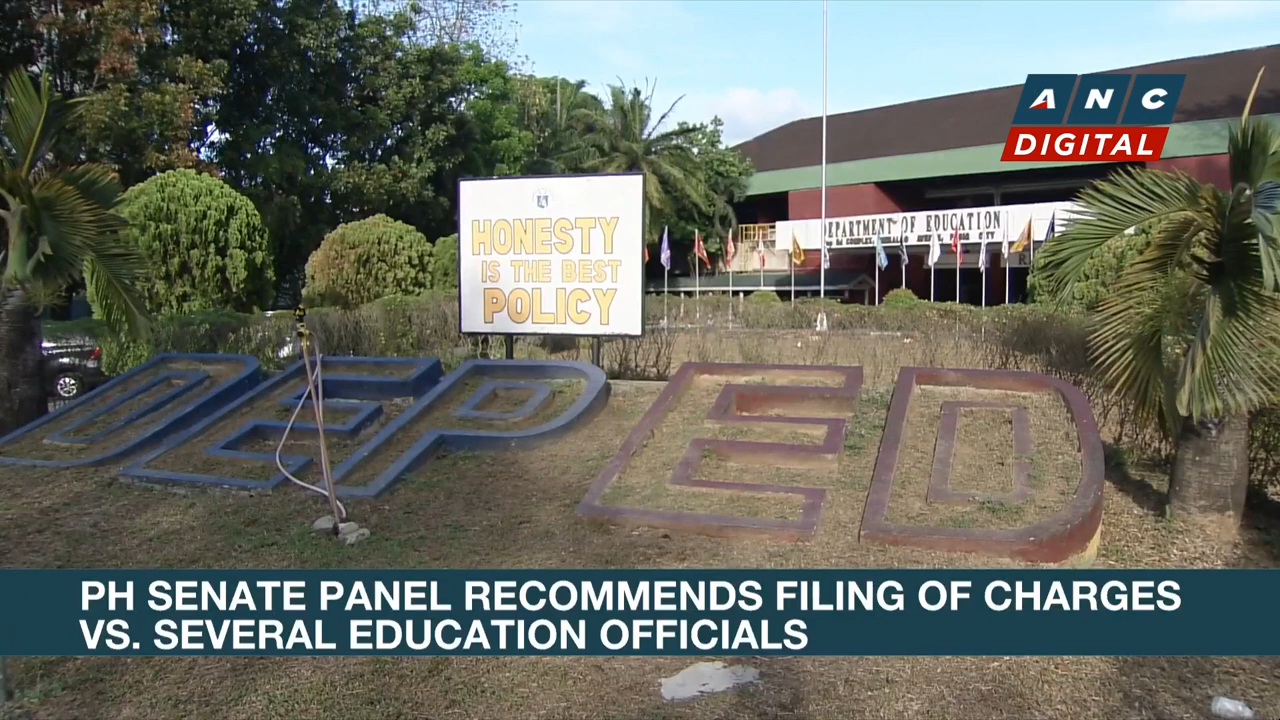 ANC
DIGITAL
HONESTY
IS THE BEST
POLICY
DEPARTMENT OF EDUCATION
DEPED
PH SENATE PANEL RECOMMENDS FILING OF CHARGES
VS. SEVERAL EDUCATION OFFICIALS